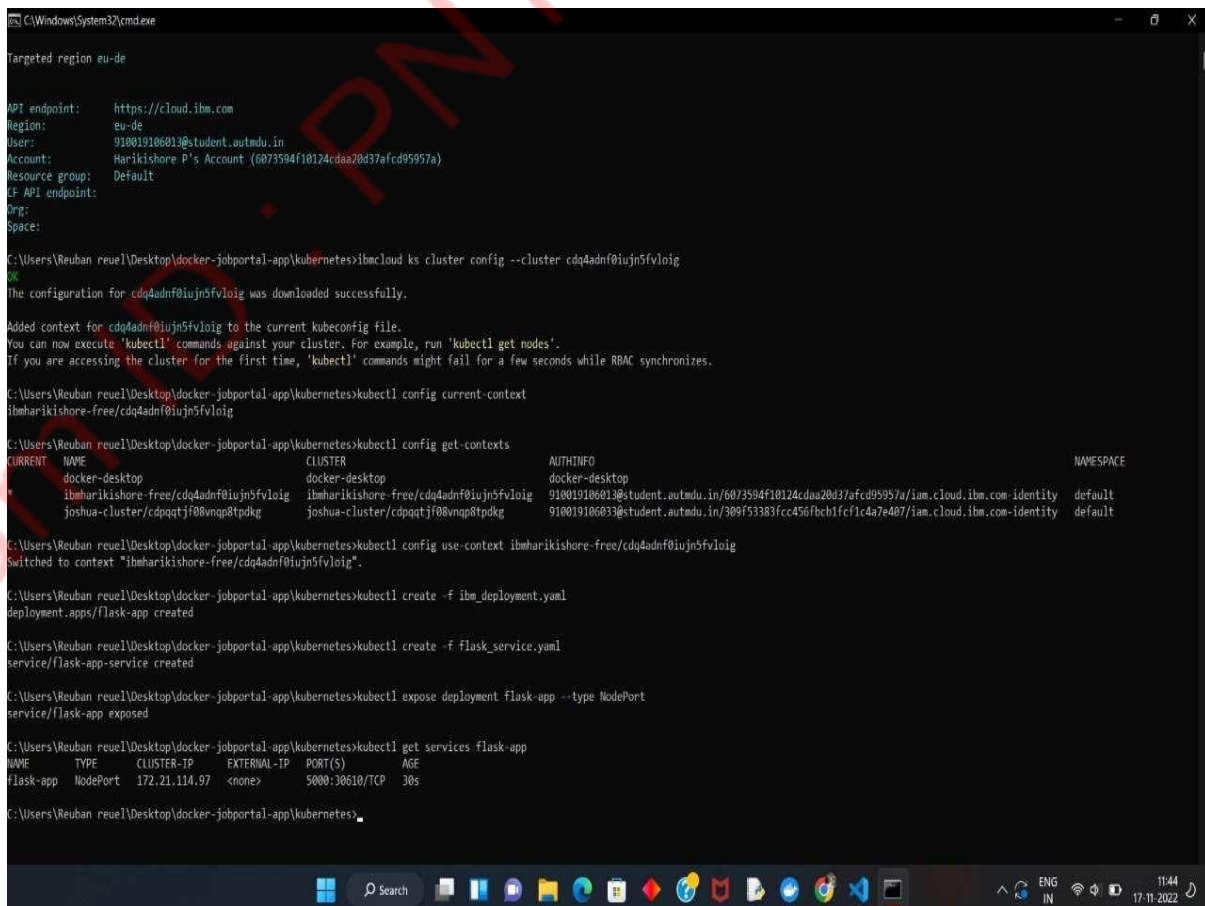 C:\Windows\System32\cmd.exe
Targeted region eu-de
API endpoint: https://cloud.ibm.com
Region: eu-de
User: 910019106013@student.autmdu.in
Account: Harikishore P's Account (6073594f10124cdaa20d37afcd95957a)
Resource group: Default
CF API endpoint:
Org:
Space:
C:\Users\Reuban reuel\Desktop\docker-jobportal-app\kubernetes>ibmcloud ks cluster config --cluster cdq4adnf0iujn5fvloig
OK
The configuration for cdq4adnf0iujn5fvloig was downloaded successfully.
Added context for cdq4adnf0iujn5fvloig to the current kubeconfig file.
You can now execute 'kubectl' commands against your cluster. For example, run 'kubectl get nodes'.
If you are accessing the cluster for the first time, 'kubectl' commands might fail for a few seconds while RBAC synchronizes.
C:\Users\Reuban reuel\Desktop\docker-jobportal-app\kubernetes>kubectl config current-context
ibmharikishore-free/cdq4adnf0iujn5fvloig
C:\Users\Reuban reuel\Desktop\docker-jobportal-app\kubernetes>kubectl config get-contexts
CURRENT NAME CLUSTER AUTHINFO NAMESPACE
docker-desktop docker-desktop docker-desktop
* ibmharikishore-free/cdq4adnf0iujn5fvloig ibmharikishore-free/cdq4adnf0iujn5fvloig 910019106013@student.autmdu.in/6073594f10124cdaa20d37afcd95957a/iam.cloud.ibm.com-identity default
joshua-cluster/cdpqqtjf08vnqp8tpdkg joshua-cluster/cdpqqtjf08vnqp8tpdkg 910019106033@student.autmdu.in/309f53383fcc456fbcb1fcf1c4a7e407/iam.cloud.ibm.com-identity default
C:\Users\Reuban reuel\Desktop\docker-jobportal-app\kubernetes>kubectl config use-context ibmharikishore-free/cdq4adnf0iujn5fvloig
Switched to context "ibmharikishore-free/cdq4adnf0iujn5fvloig".
C:\Users\Reuban reuel\Desktop\docker-jobportal-app\kubernetes>kubectl create -f ibm_deployment.yaml
deployment.apps/flask-app created
C:\Users\Reuban reuel\Desktop\docker-jobportal-app\kubernetes>kubectl create -f flask_service.yaml
service/flask-app-service created
C:\Users\Reuban reuel\Desktop\docker-jobportal-app\kubernetes>kubectl expose deployment flask-app --type NodePort
service/flask-app exposed
C:\Users\Reuban reuel\Desktop\docker-jobportal-app\kubernetes>kubectl get services flask-app
NAME TYPE CLUSTER-IP EXTERNAL-IP PORT(S) AGE
flask-app NodePort 172.21.114.97 <none> 5000:30610/TCP 30s
C:\Users\Reuban reuel\Desktop\docker-jobportal-app\kubernetes>
Search
ENG
IN
11:44
17-11-2022